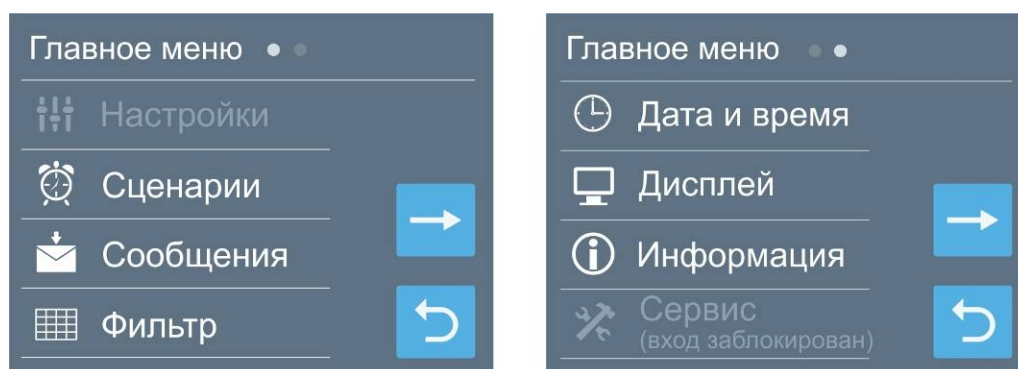 Главное меню
Настройки
Сценарии
Сообщения
Фильтр
Главное меню
Дата и время
Дисплей
Информация
Сервис
(вход заблокирован)